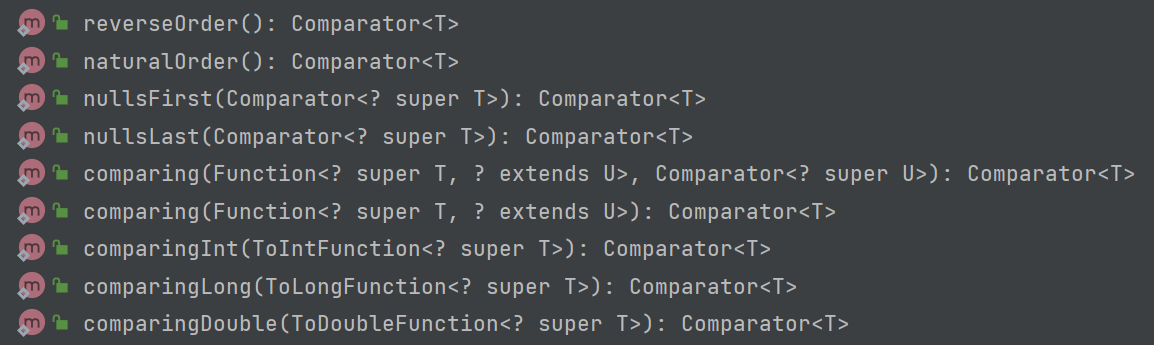 m reverseOrder(): Comparator<T>
m naturalOrder(): Comparator<T>
m nullsFirst(Comparator<? super T>): Comparator<T>
m nullsLast(Comparator<? super T>): Comparator<T>
m comparing(Function<? super T, ? extends U>, Comparator<? super U>): Comparator<T>
m comparing(Function<? super T, ? extends U>): Comparator<T>
m comparingInt(ToIntFunction<? super T>): Comparator<T>
m comparingLong(ToLongFunction<? super T>): Comparator<T>
m comparingDouble(ToDoubleFunction<? super T>): Comparator<T>